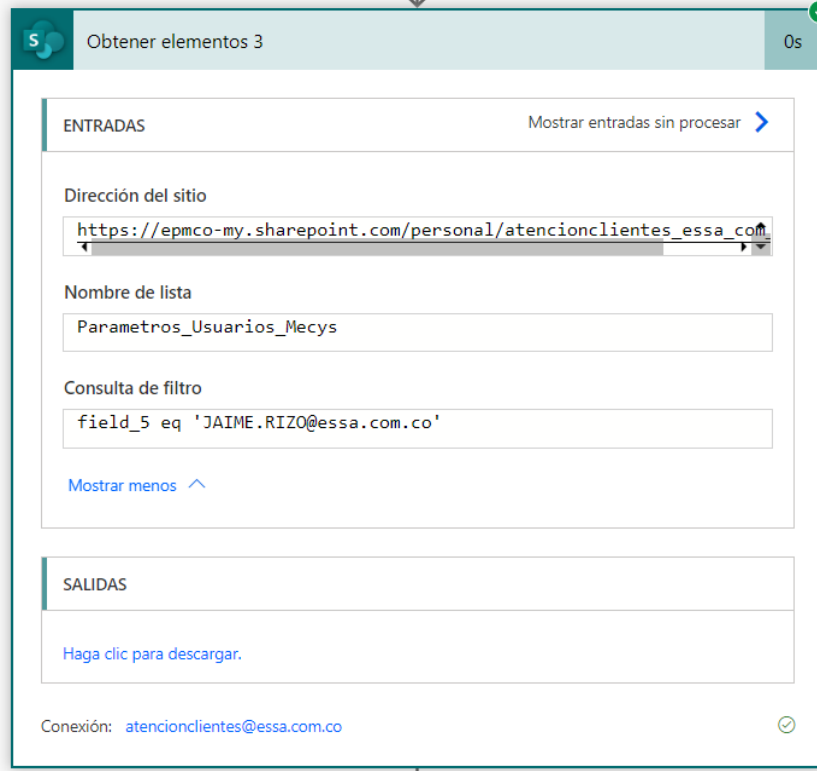 S
Obtener elementos 3
0s
ENTRADAS
Mostrar entradas sin procesar
Dirección del sitio
https://epmco-my.sharepoint.com/personal/atencionclientes_essa_com_
Nombre de lista
Parametros_Usuarios_Mecys
Consulta de filtro
field_5 eq 'JAIME.RIZO@essa.com.co'
Mostrar menos
SALIDAS
Haga clic para descargar.
Conexión: atencionclientes@essa.com.co